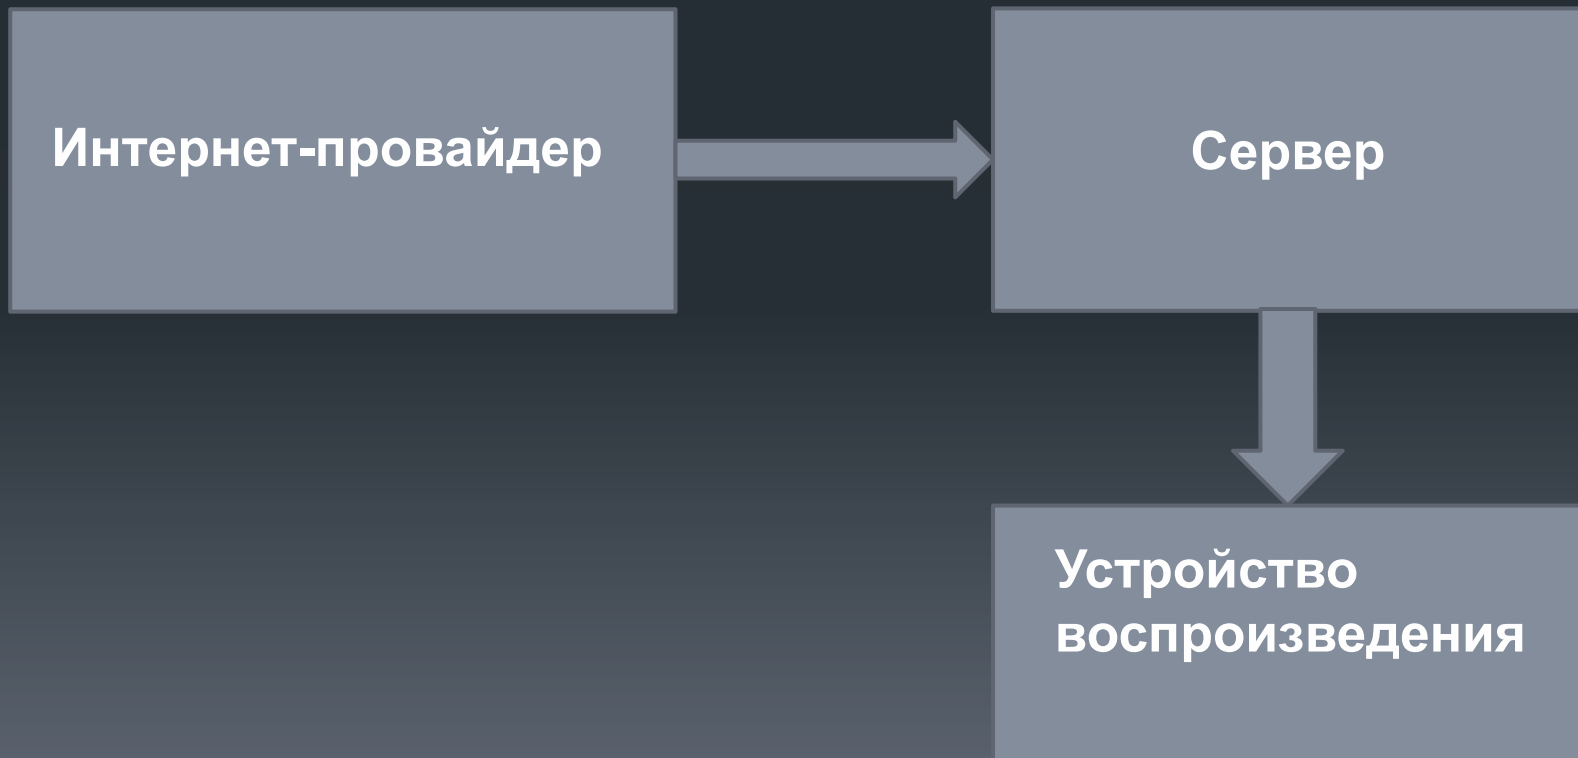 Интернет-провайдер
Сервер
Устройство
воспроизведения